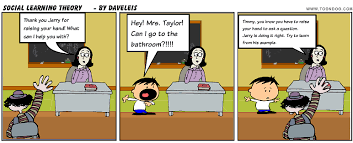 SOCIAL LEARNING THEORY - BY DAVELEIS
WWW.TOONDOO.COM
Thank you Jerry for
raising your hand! What
can I help you with?
Hey! Mrs. Taylor!
Can I go to the
bathroom?!!!!
Timmy, you know you have to raise
your hand to ask a question.
Jerry is doing it right. Try to learn
from his example.